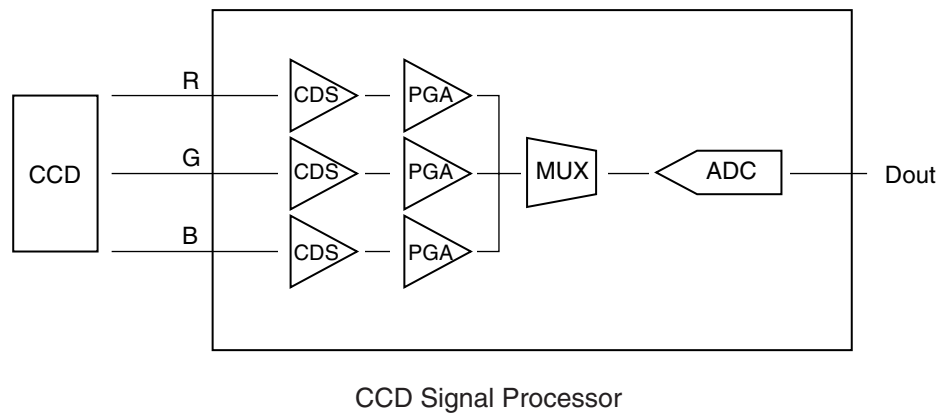 R
CDS
PGA
G
CCD
CDS
PGA
MUX
ADC
Dout
B
CDS
PGA
CCD Signal Processor